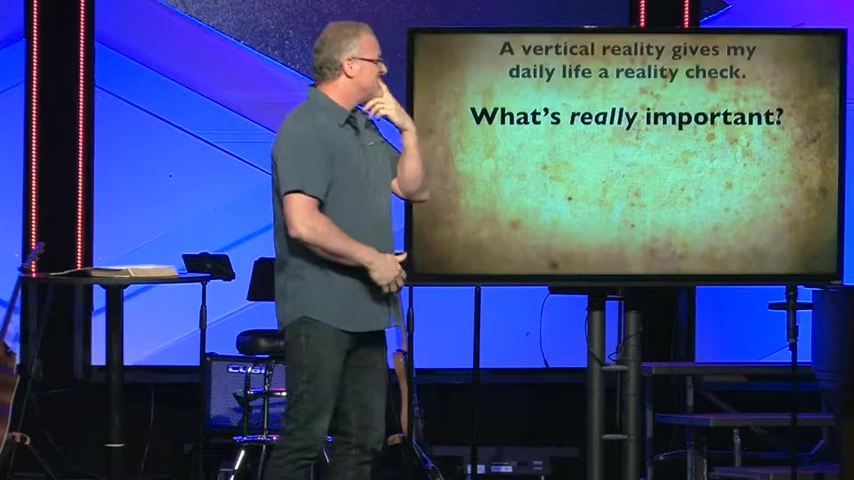 A vertical reality gives my
daily life a reality check.
What's really important?